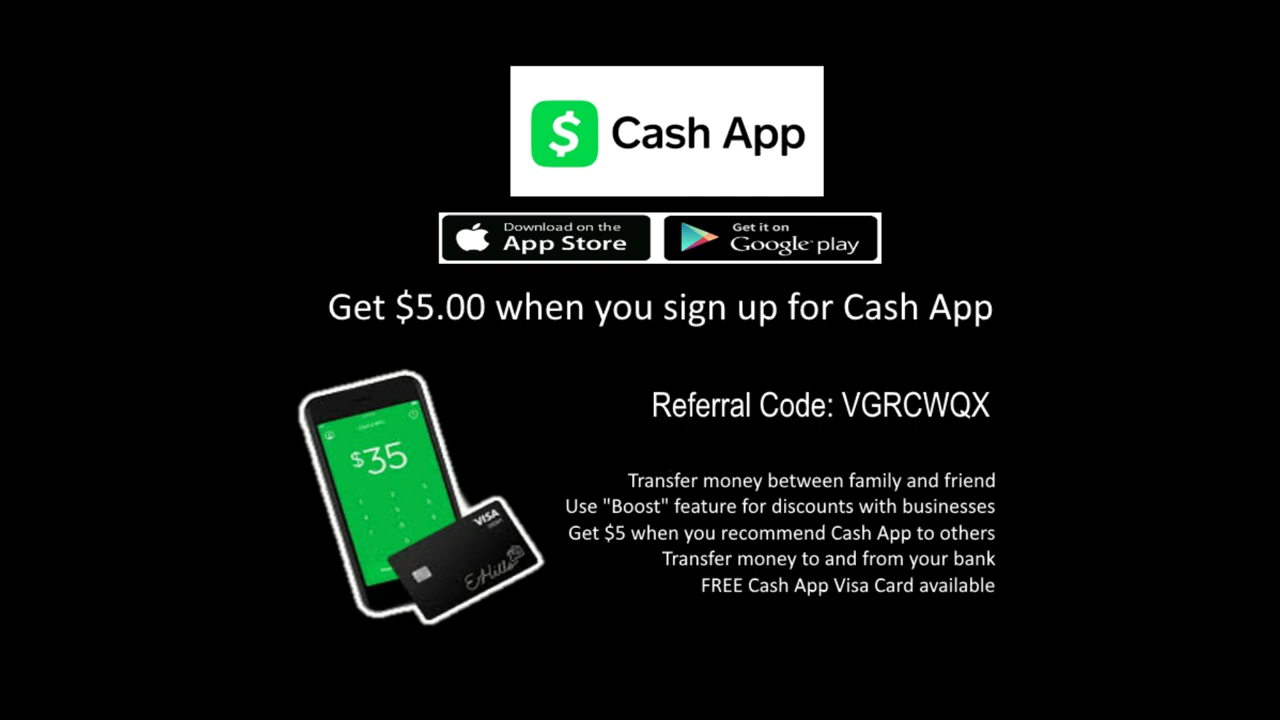 $ Cash App
Download on the
App Store
Get it on
Google play
Get $5.00 when you sign up for Cash App
Referral Code: VGRCWQX
$35
VISA
DEBIT
Transfer money between family and friend
Use "Boost" feature for discounts with businesses
Get $5 when you recommend Cash App to others
Transfer money to and from your bank
FREE Cash App Visa Card available